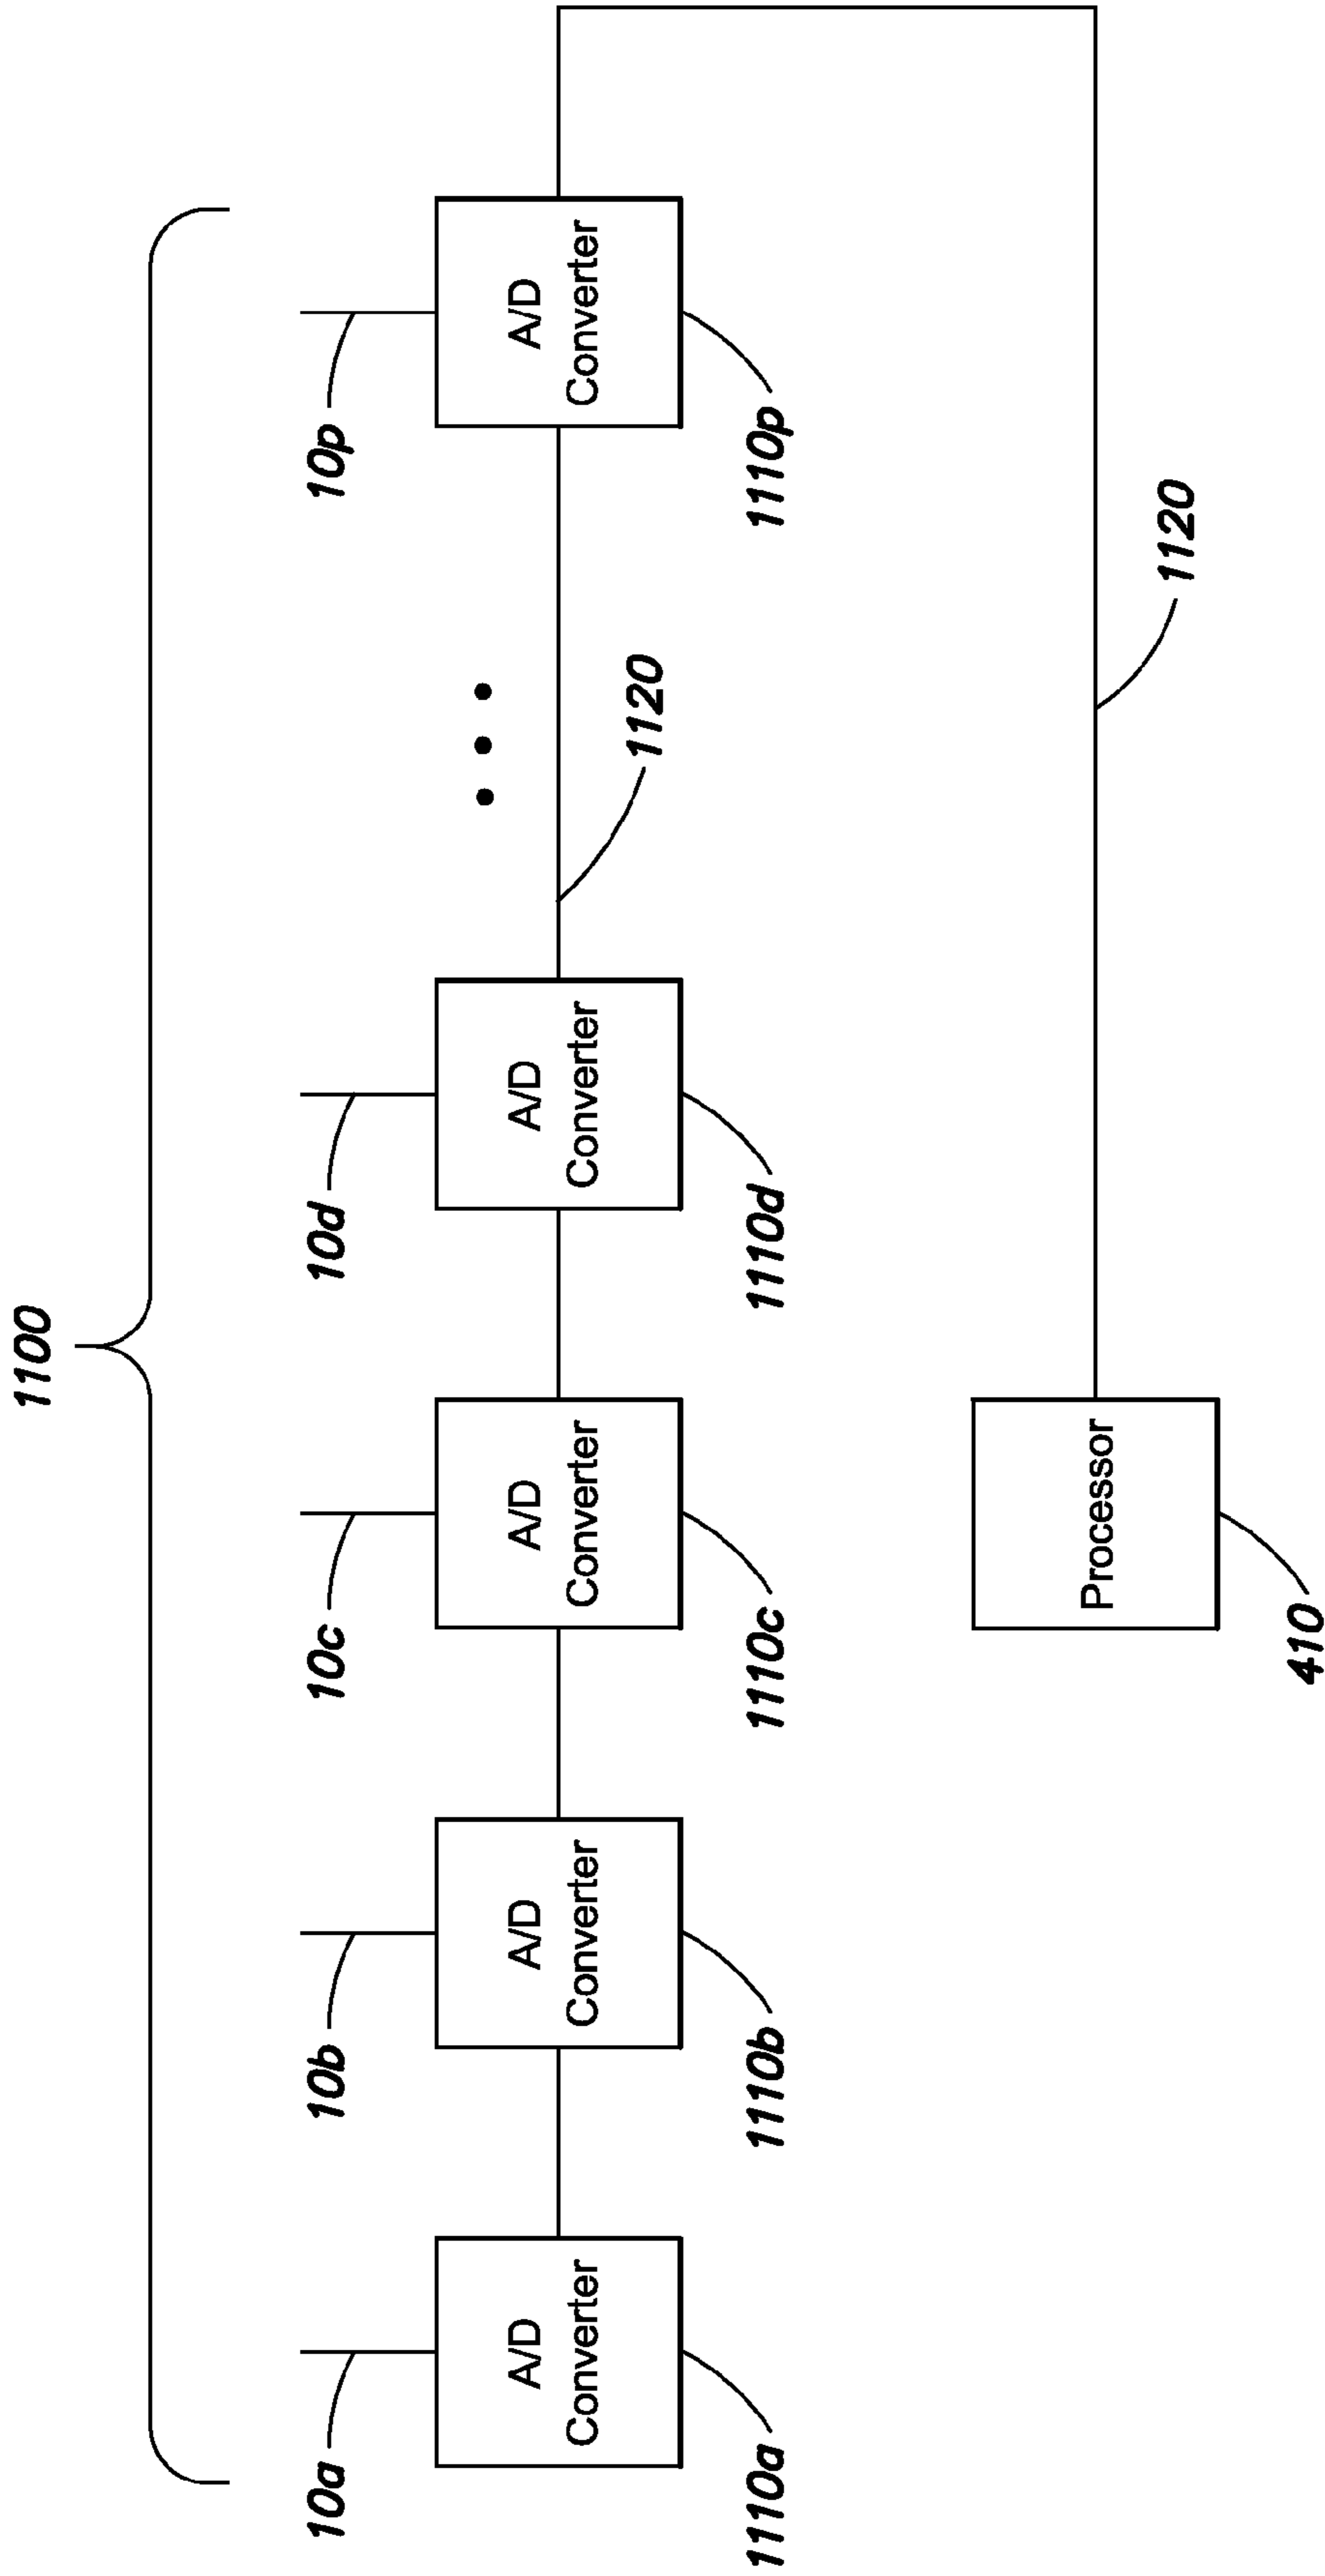 1100
10a
10b
10c
10d
10p
A/D
Converter
A/D
Converter
A/D
Converter
A/D
Converter
A/D
Converter
1120
1110a
1110b
1110c
1110d
1110p
Processor
1120
410